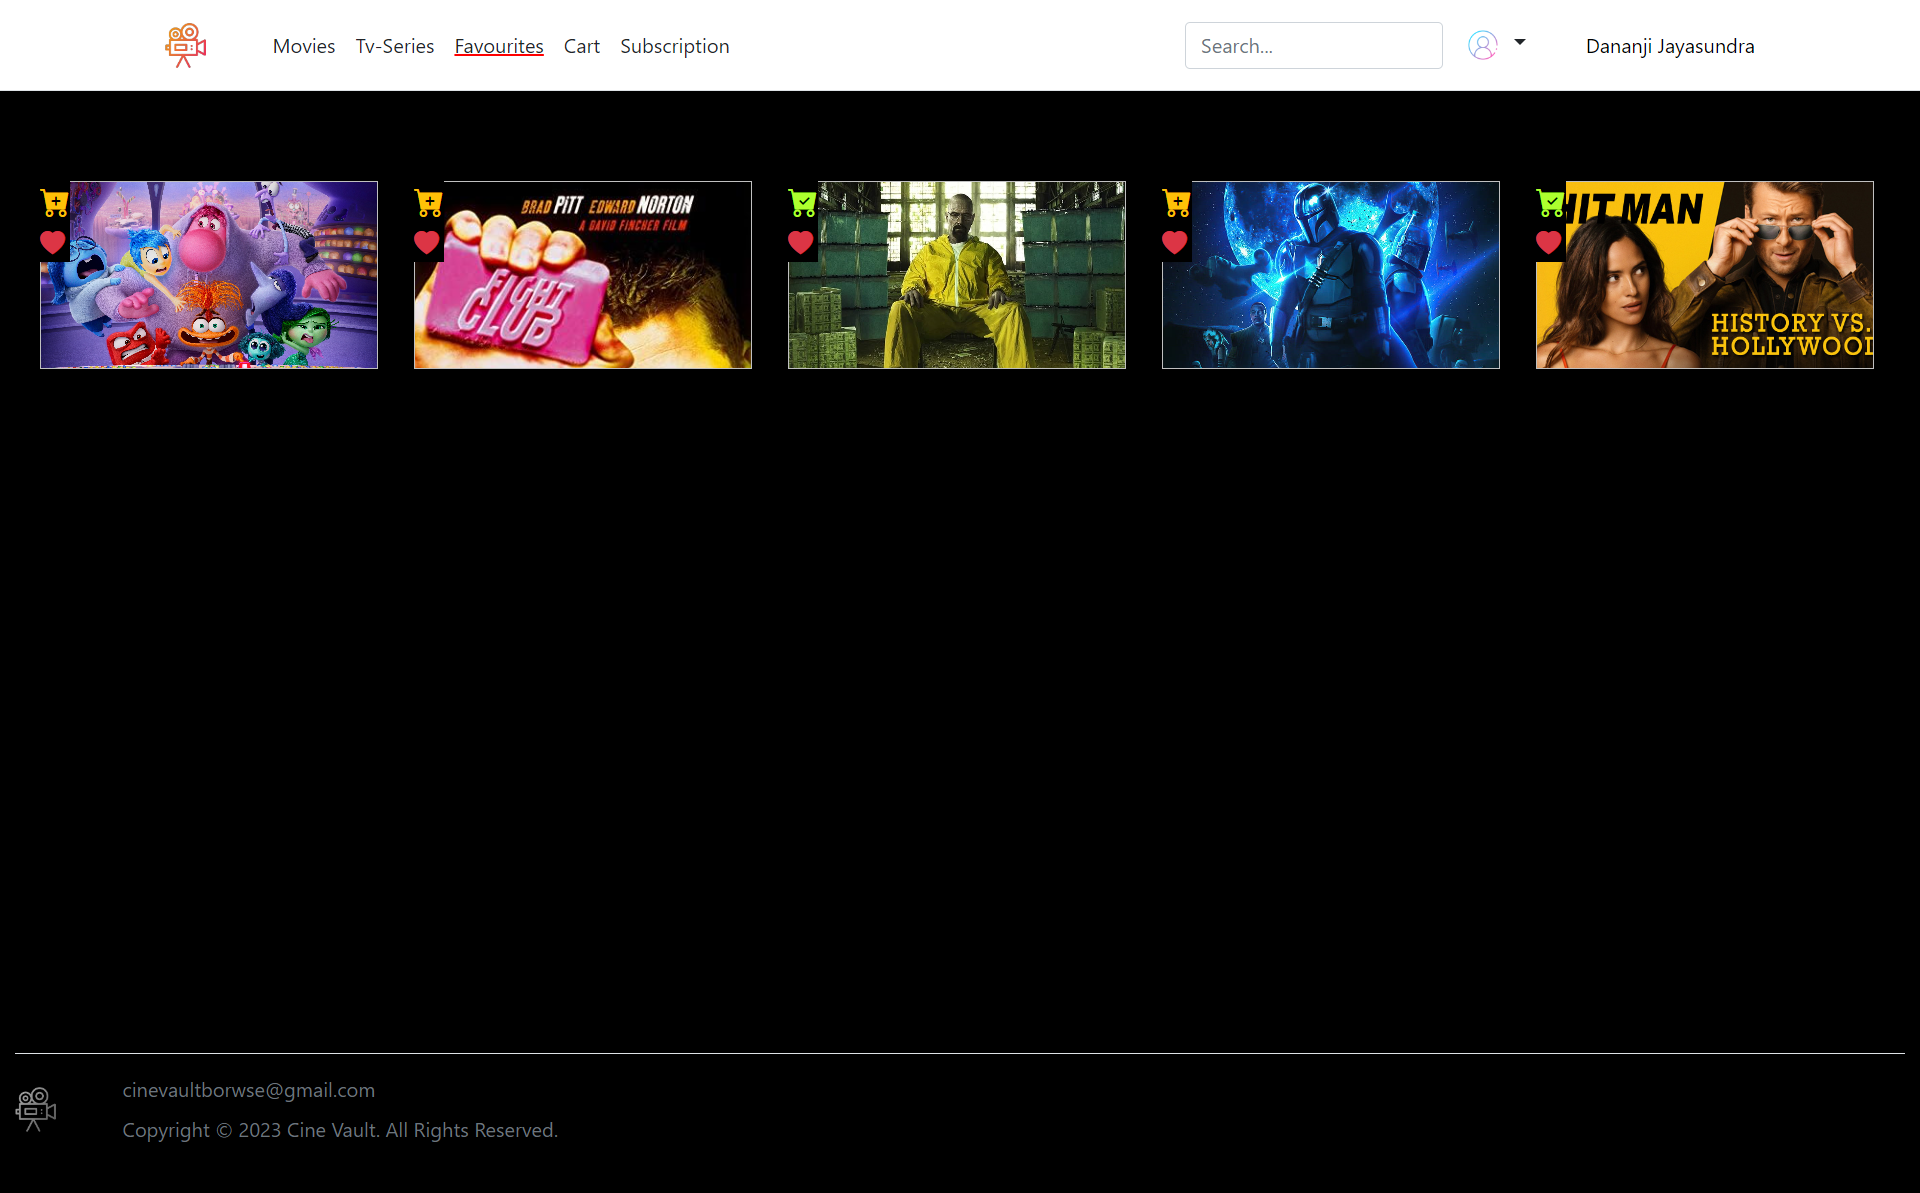 Movies Tv-Series Favourites Cart Subscription Search... Dananji Jayasundra
BRAD PITT EDWARD NORTON
A DAVID FINCHER FILM
FIGHT
CLUB
HIT MAN
HISTORY VS.
HOLLYWOOD
cinevaultborwse@gmail.com
Copyright © 2023 Cine Vault. All Rights Reserved.